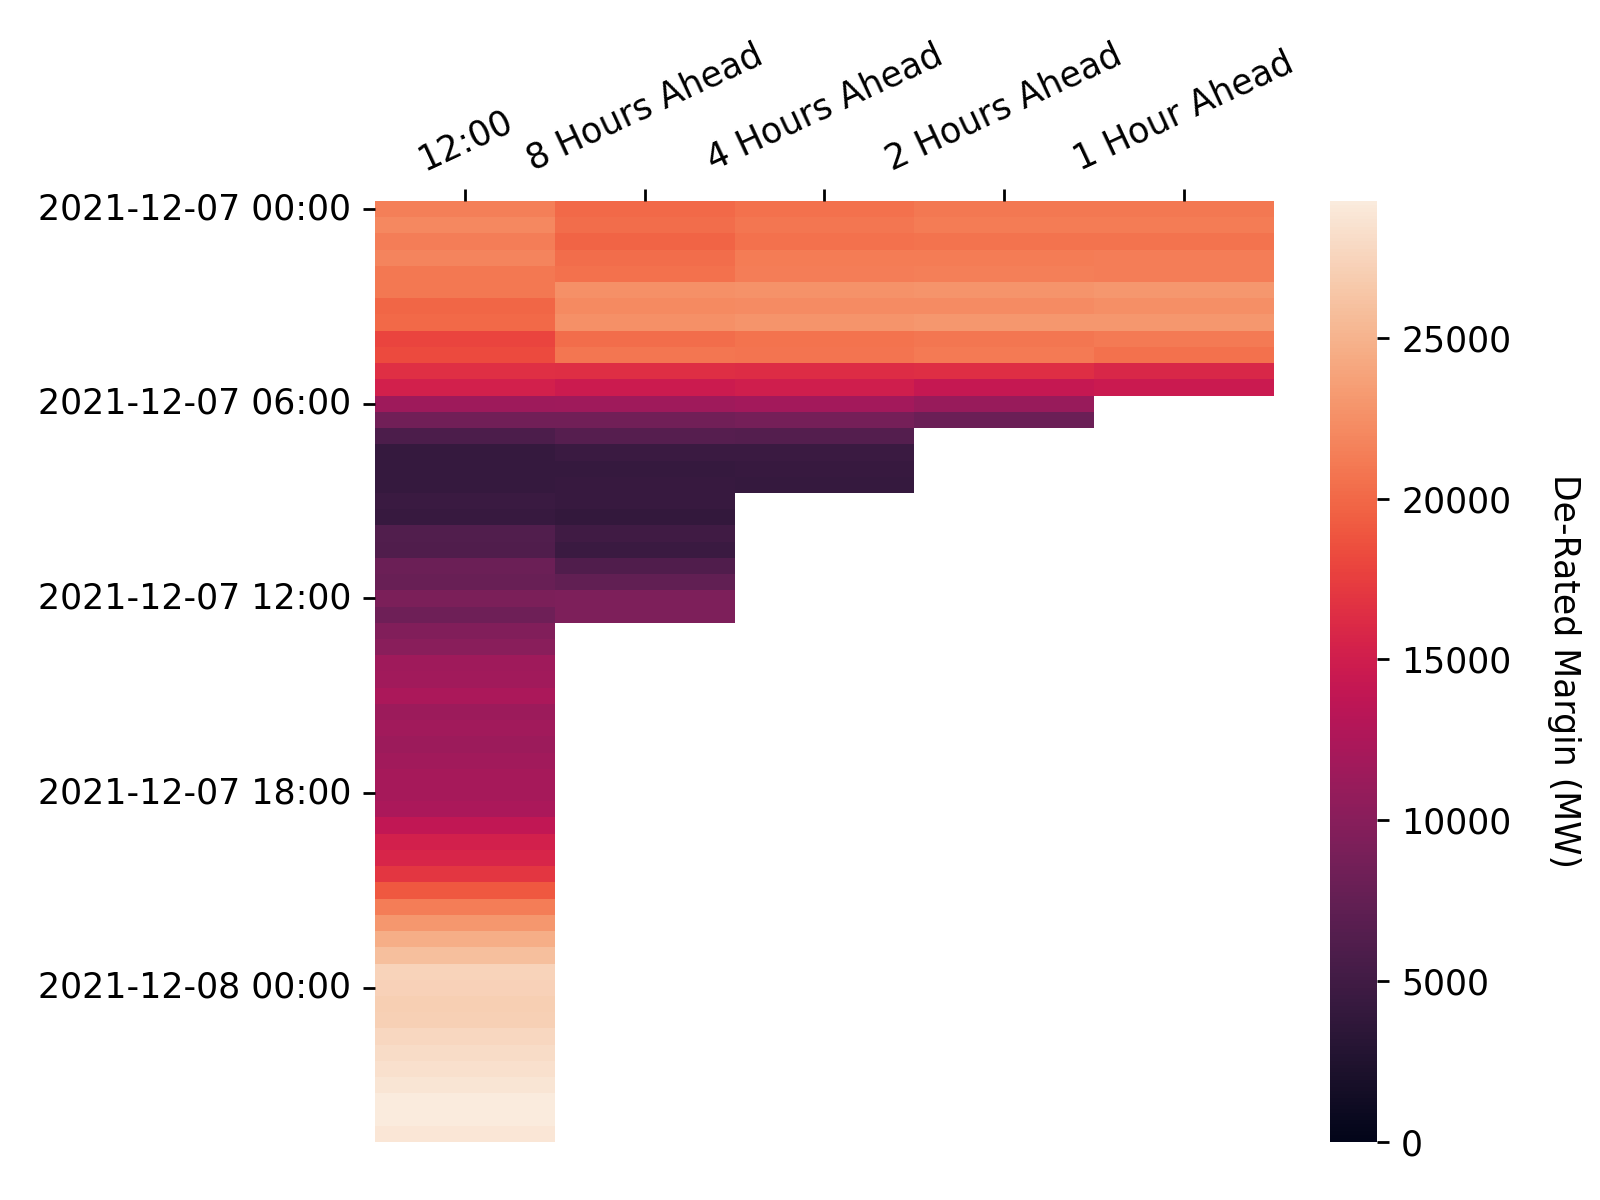 12:00
8 Hours Ahead
4 Hours Ahead
2 Hours Ahead
1 Hour Ahead
2021-12-07 00:00
2021-12-07 06:00
2021-12-07 12:00
2021-12-07 18:00
2021-12-08 00:00
25000
20000
15000
10000
5000
0
De-Rated Margin (MW)